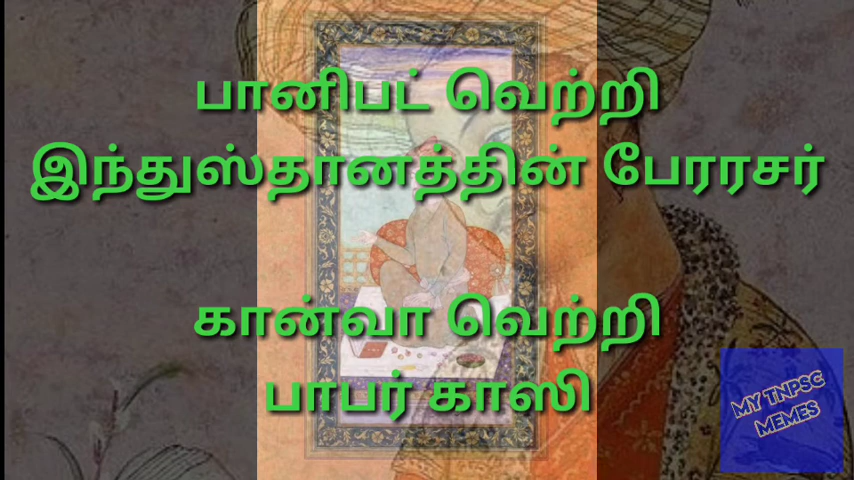 பானிபட் வெற்றி
இந்துஸ்தானத்தின் பேரரசர்
கான்வா வெற்றி
பாபர் காஸி
MY TNPSC
MEMES